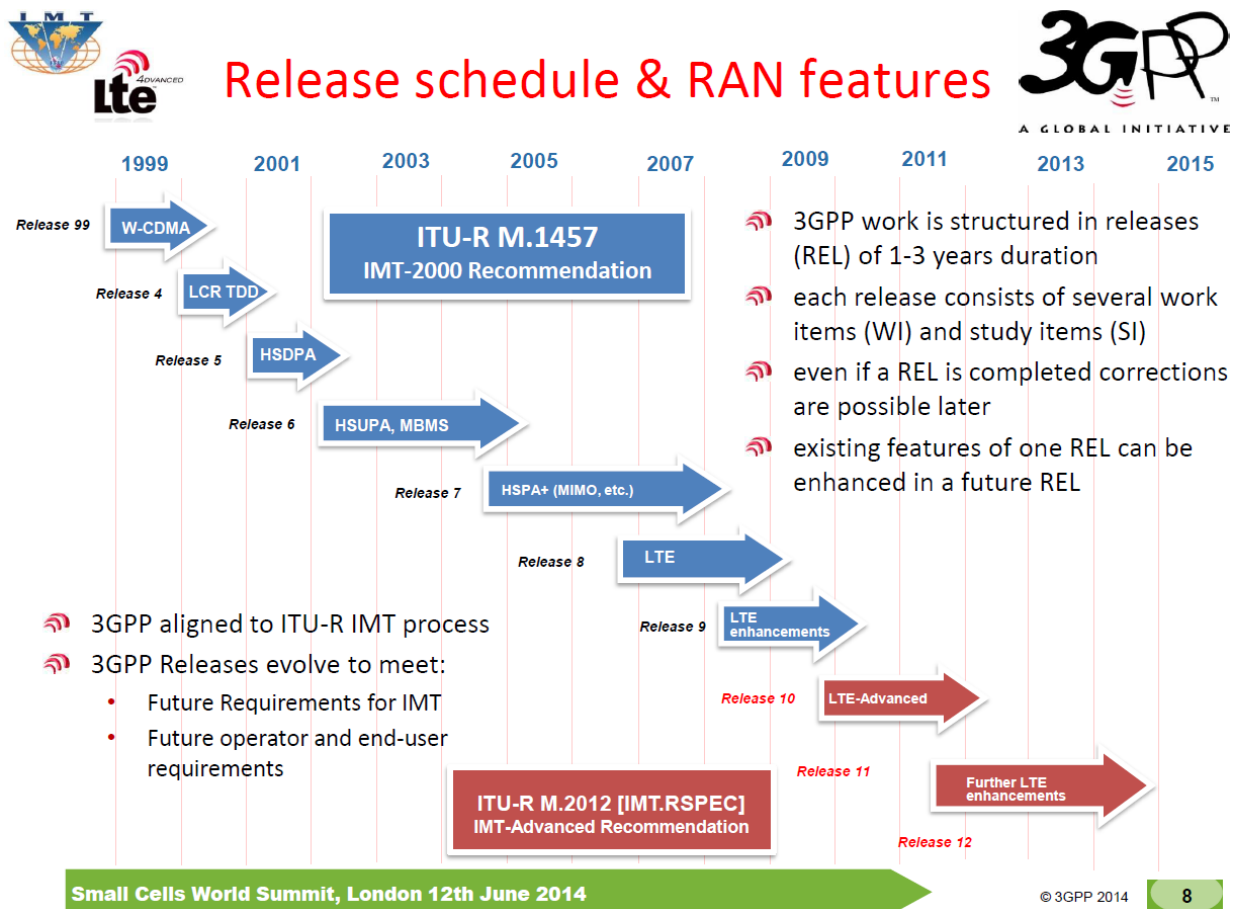 I M T
4DVANCED
Lte
Release schedule & RAN features
3GPP
TM
A GLOBAL INITIATIVE
1999 2001 2003 2005 2007 2009 2011 2013 2015
Release 99
W-CDMA
ITU-R M.1457
IMT-2000 Recommendation
3GPP work is structured in releases
(REL) of 1-3 years duration
Release 4
LCR TDD
each release consists of several work
items (WI) and study items (SI)
Release 5
HSDPA
even if a REL is completed corrections
are possible later
Release 6
HSUPA, MBMS
existing features of one REL can be
enhanced in a future REL
Release 7
HSPA+ (MIMO, etc.)
Release 8
LTE
Release 9
LTE
enhancements
3GPP aligned to ITU-R IMT process
3GPP Releases evolve to meet:
• Future Requirements for IMT
• Future operator and end-user
requirements
Release 10
LTE-Advanced
Release 11
Further LTE
enhancements
ITU-R M.2012 [IMT.RSPEC]
IMT-Advanced Recommendation
Release 12
Small Cells World Summit, London 12th June 2014
© 3GPP 2014
8